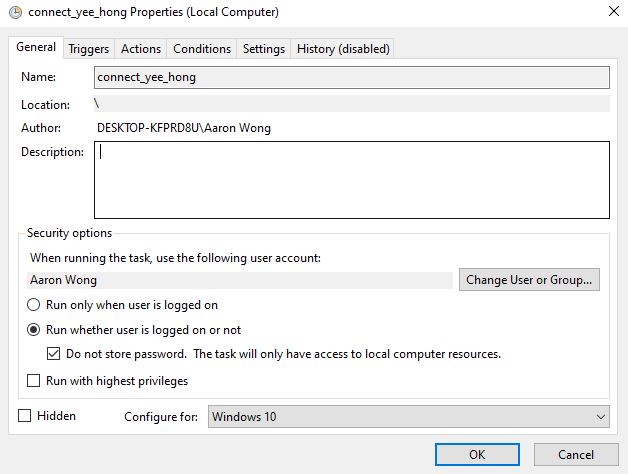 connect_yee_hong Properties (Local Computer)
General Triggers Actions Conditions Settings History (disabled)
Name: connect_yee_hong
Location: \
Author: DESKTOP-KFPRD8U\Aaron Wong
Description:
Security options
When running the task, use the following user account:
Aaron Wong Change User or Group...
Run only when user is logged on
Run whether user is logged on or not
Do not store password. The task will only have access to local computer resources.
Run with highest privileges
Hidden Configure for: Windows 10
OK Cancel